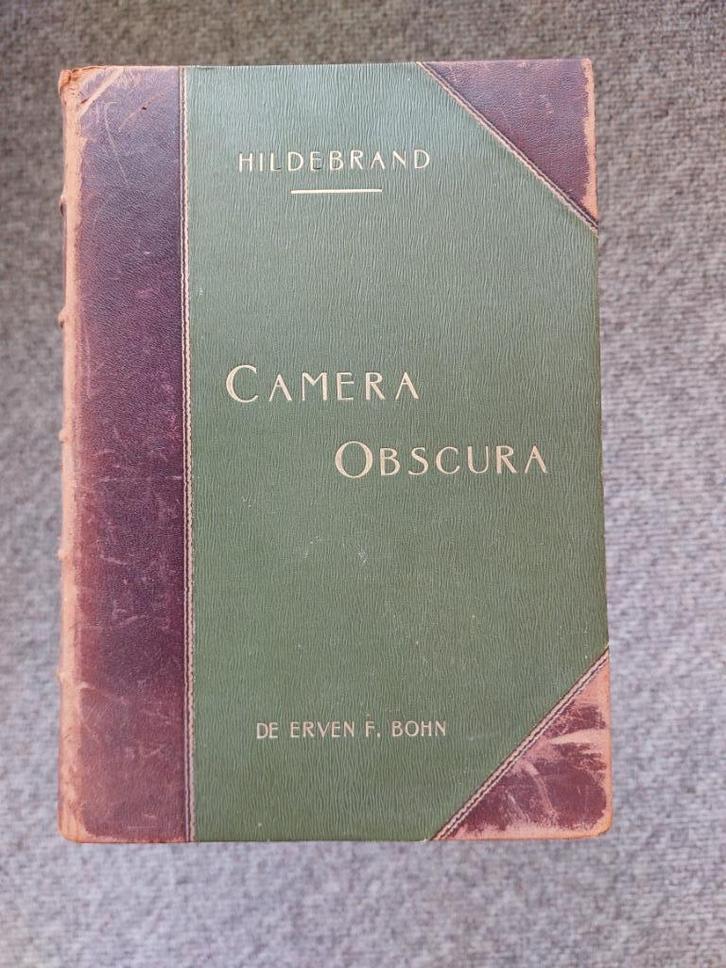 HILDEBRAND
CAMERA
OBSCURA
DE ERVEN F. BOHN